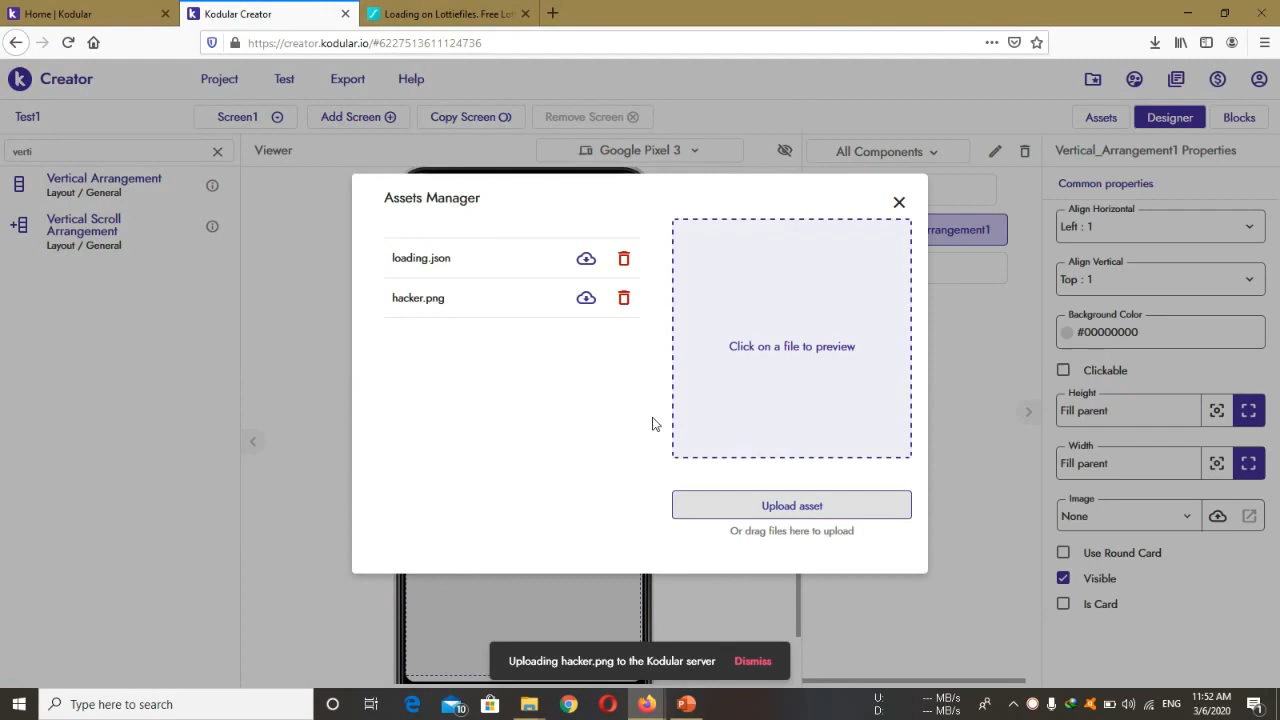 Home | Kodular
Kodular Creator
Loading on Lottiefiles. Free Lot
https://creator.kodular.io/#6227513611124736
Creator
Project
Test
Export
Help
Test1
Screen1
Add Screen
Copy Screen
Remove Screen
Assets
Designer
Blocks
verti
Viewer
Google Pixel 3
All Components
Vertical_Arrangement1 Properties
Vertical Arrangement
Layout / General
Vertical Scroll
Arrangement
Layout / General
Assets Manager
loading.json
hacker.png
Click on a file to preview
Upload asset
Or drag files here to upload
rrangement1
Common properties
Align Horizontal
Left : 1
Align Vertical
Top : 1
Background Color
#00000000
Clickable
Height
Fill parent
Width
Fill parent
Image
None
Use Round Card
Visible
Is Card
Uploading hacker.png to the Kodular server
Dismiss
Type here to search
10
U: --- MB/s
D: --- MB/s
ENG
11:52 AM
3/6/2020
1